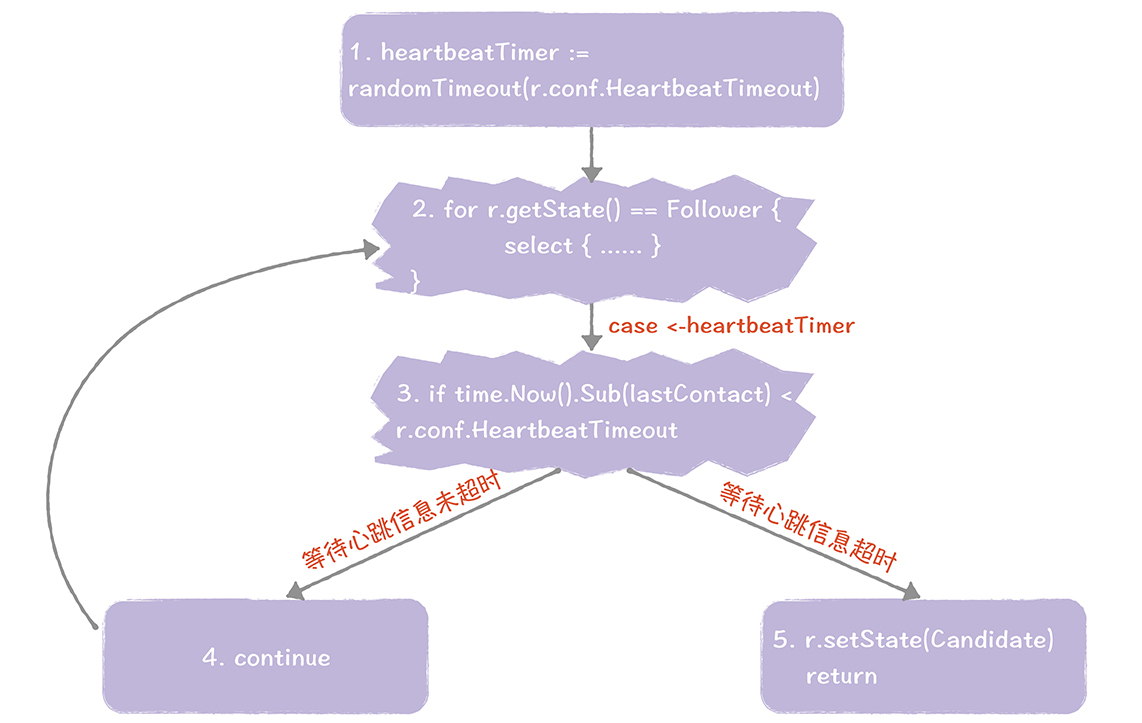 1. heartbeatTimer :=
randomTimeout(r.conf.HeartbeatTimeout)
2. for r.getState() == Follower {
select { ...... }
}
case <-heartbeatTimer
3. if time.Now().Sub(lastContact) <
r.conf.HeartbeatTimeout
等待心跳信息未超时
等待心跳信息超时
4. continue
5. r.setState(Candidate)
return